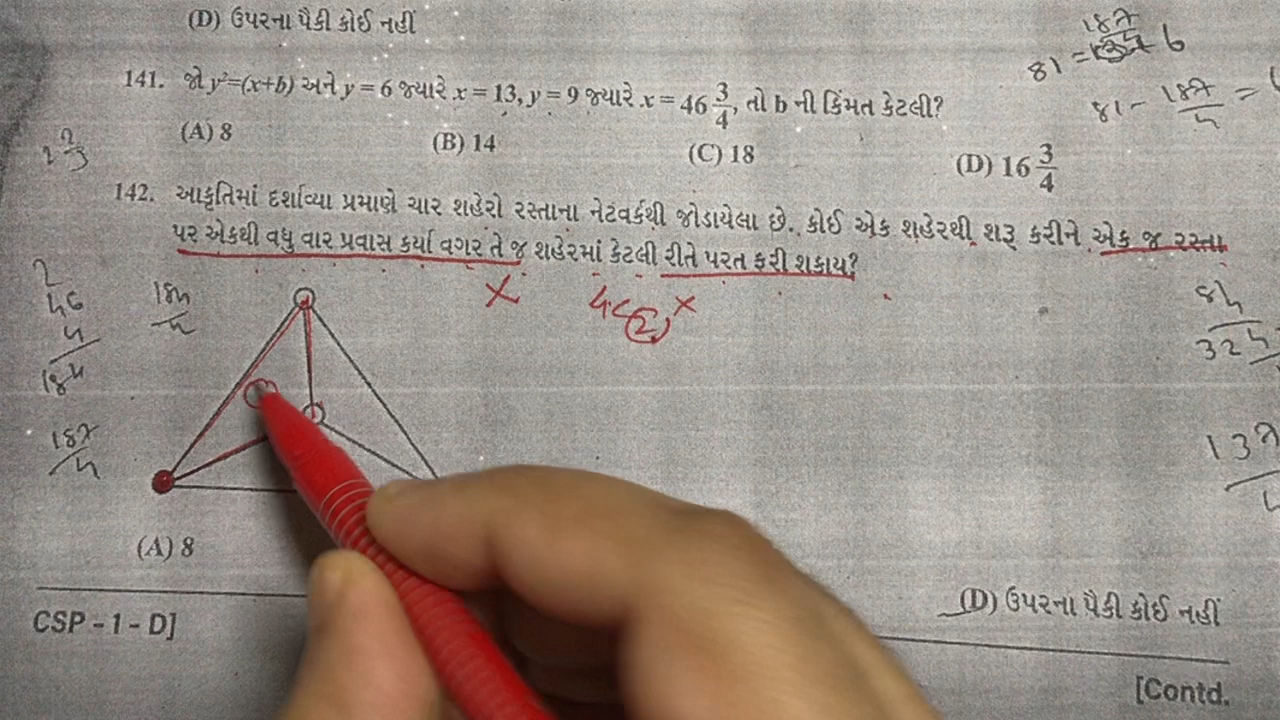 (D) ઉપરના પૈકી કોઈ નહીં
141. જો y²=(x+b) અને y = 6 જ્યારે x = 13, y = 9 જ્યારે x = 46 3/4, તો b ની કિંમત કેટલી?
(A) 8 (B) 14 (C) 18 (D) 16 3/4
142. આકૃતિમાં દર્શાવ્યા પ્રમાણે ચાર શહેરો રસ્તાના નેટવર્કથી જોડાયેલા છે. કોઈ એક શહેરથી શરૂ કરીને એક જ રસ્તા
પર એકથી વધુ વાર પ્રવાસ કર્યા વગર તે જ શહેરમાં કેટલી રીતે પરત ફરી શકાય?
(A) 8
(D) ઉપરના પૈકી કોઈ નહીં
CSP - 1 - D]
[Contd.